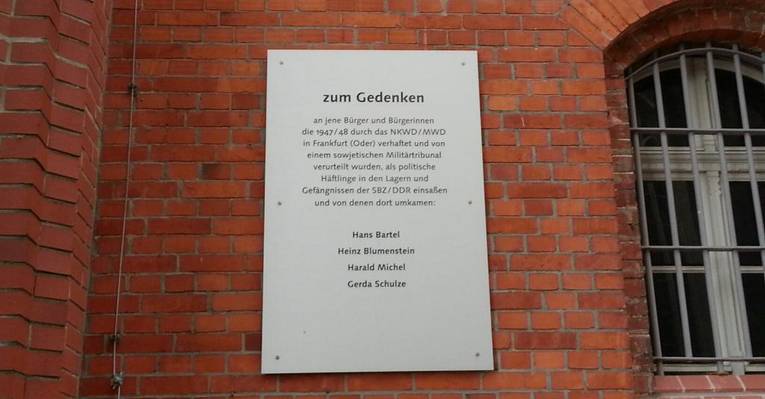 zum Gedenken
an jene Bürger und Bürgerinnen
die 1947/48 durch das NKWD/MWD
in Frankfurt (Oder) verhaftet und von
einem sowjetischen Militärtribunal
verurteilt wurden, als politische
Häftlinge in den Lagern und
Gefängnissen der SBZ/DDR einsaßen
und von denen dort umkamen:
Hans Bartel
Heinz Blumenstein
Harald Michel
Gerda Schulze